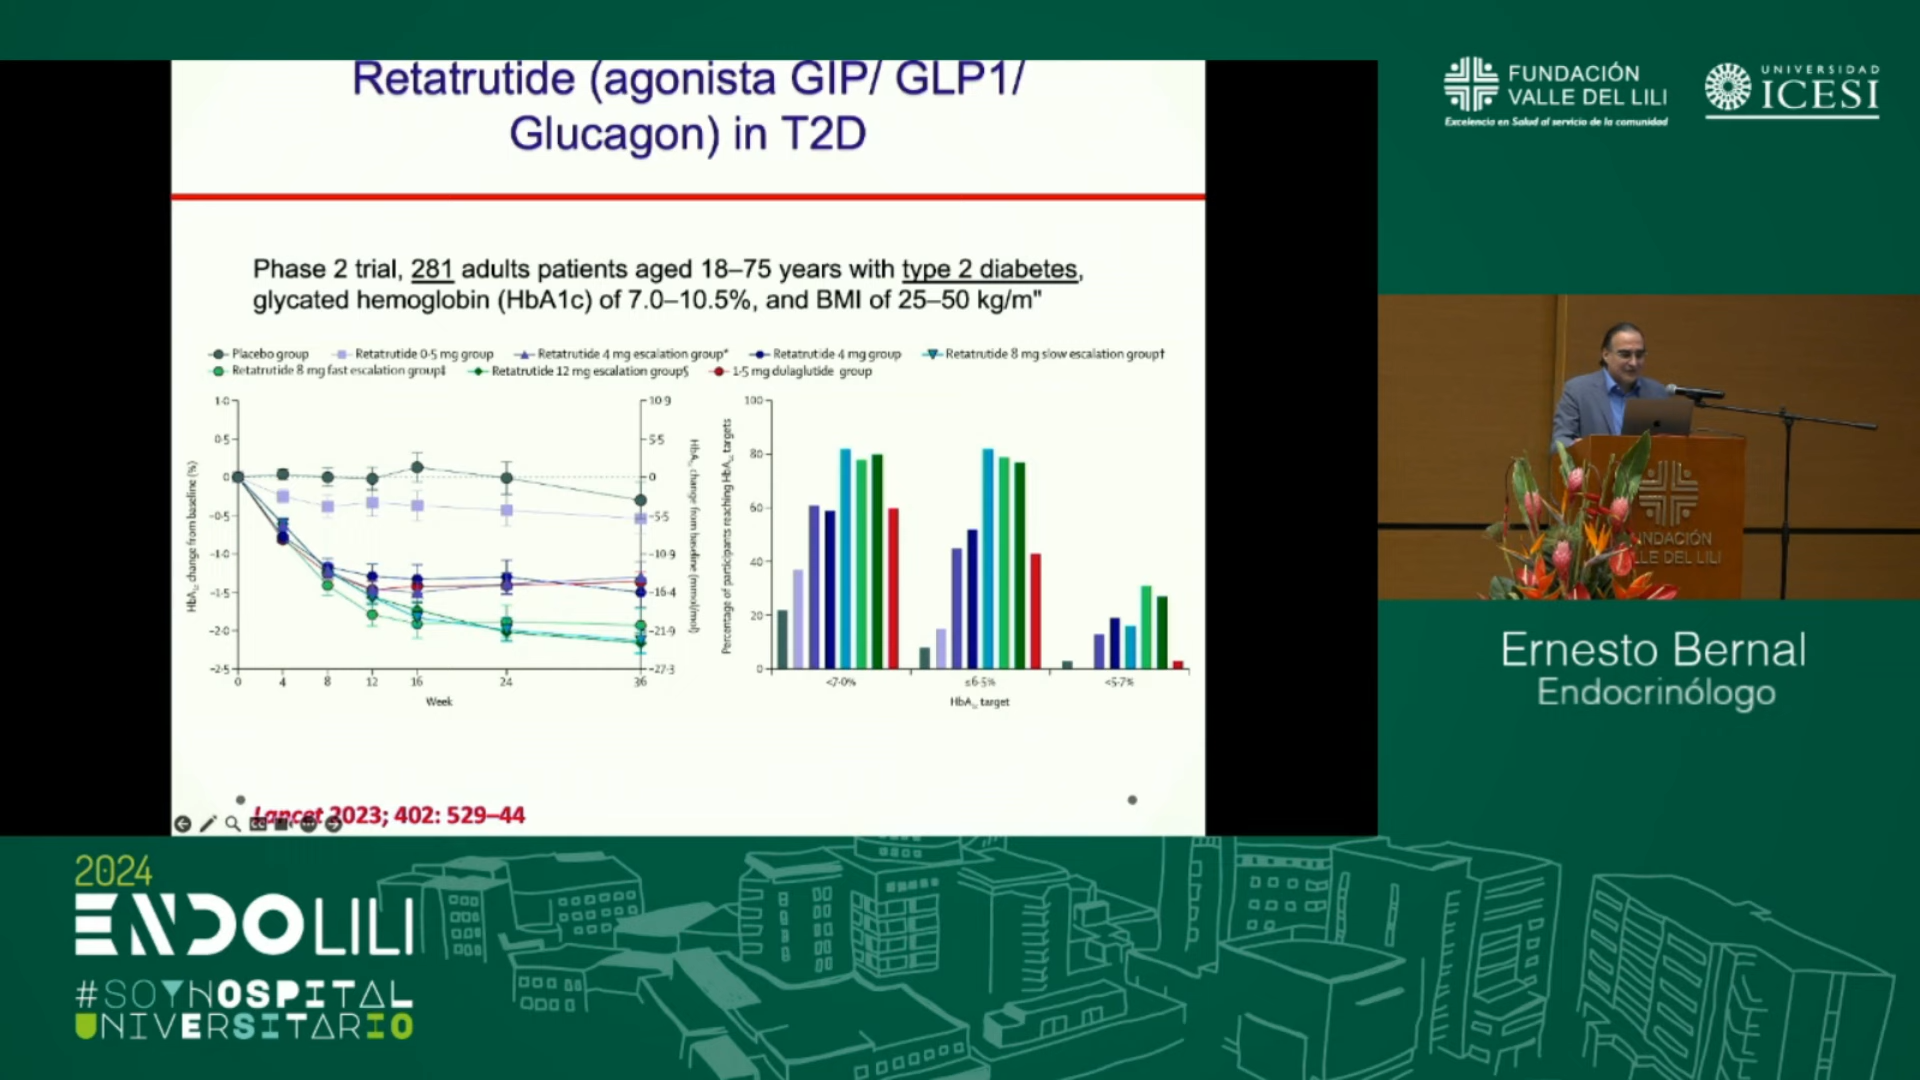 Retatrutide (agonista GIP/ GLP1/
Glucagon) in T2D
Phase 2 trial, 281 adults patients aged 18–75 years with type 2 diabetes,
glycated hemoglobin (HbA1c) of 7.0–10.5%, and BMI of 25–50 kg/m"
Placebo group
Retatrutide 0·5 mg group
Retatrutide 4 mg escalation group*
Retatrutide 4 mg group
Retatrutide 8 mg slow escalation group†
Retatrutide 8 mg fast escalation group‡
Retatrutide 12 mg escalation group§
1·5 mg dulaglutide group
HbA1c change from baseline (%)
1·0
0·5
0
-0·5
-1·0
-1·5
-2·0
-2·5
0 4 8 12 16 24 36
Week
10·9
5·5
0
-5·5
-10·9
-16·4
-21·9
-27·3
HbA1c change from baseline (mmol/mol)
Percentage of participants reaching HbA1c targets
100
80
60
40
20
0
<7·0% ≤6·5% <5·7%
HbA1c target
Lancet 2023; 402: 529–44
FUNDACIÓN
VALLE DEL LILI
Excelencia en Salud al servicio de la comunidad
UNIVERSIDAD
ICESI
UNDACIÓN
LLE DEL LILI
Ernesto Bernal
Endocrinólogo
2024
ENDOLILI
#SOYHOSPITAL
UNIVERSITARIO